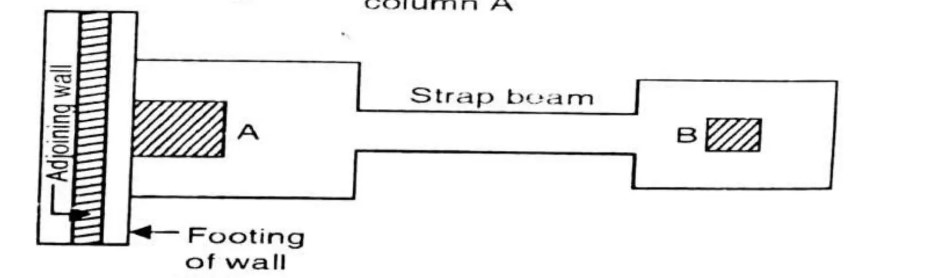 column A
Adjoining wall
Strap beam
A
B
Footing
of wall